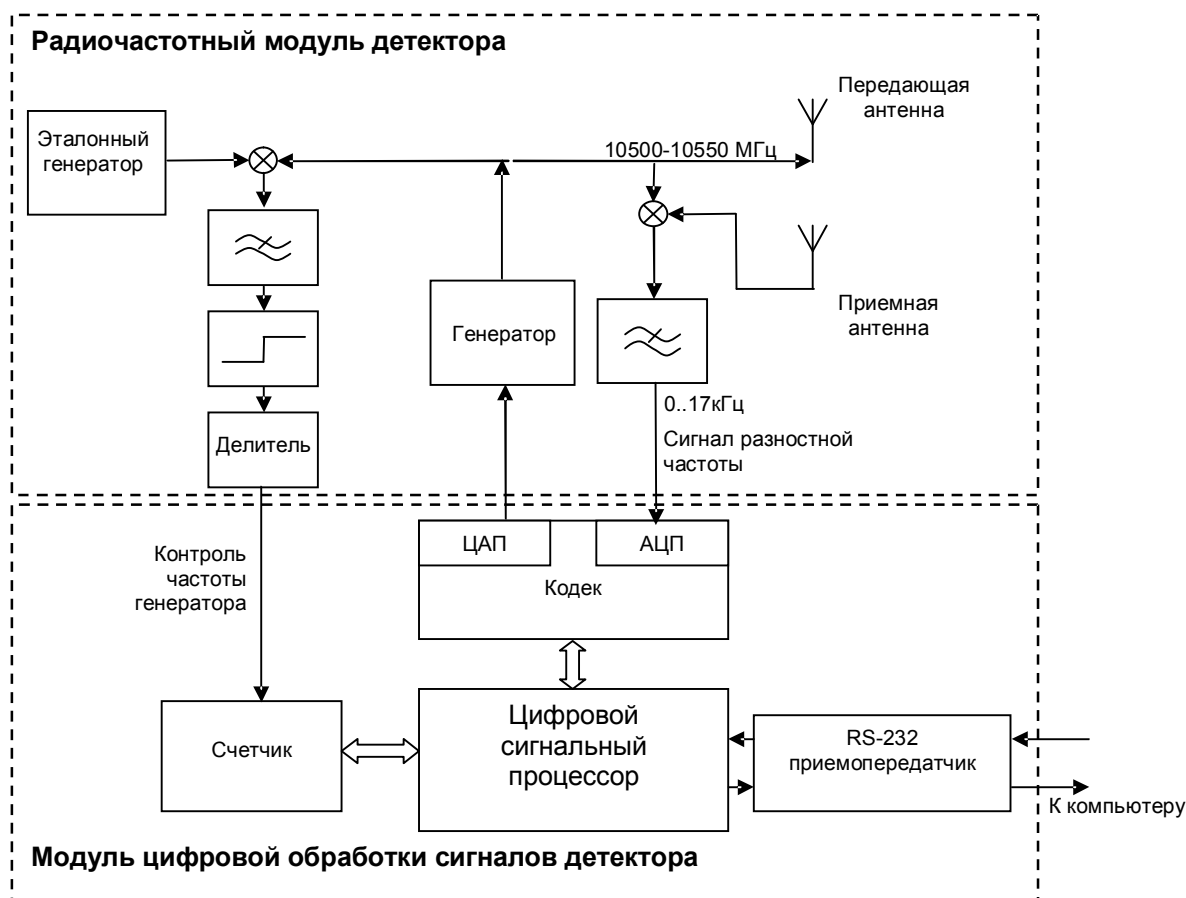 Радиочастотный модуль детектора
Передающая
антенна
Эталонный
генератор
10500-10550 МГц
Приемная
антенна
Генератор
0..17кГц
Сигнал разностной
частоты
Делитель
Контроль
частоты
генератора
ЦАП
АЦП
Кодек
Счетчик
Цифровой
сигнальный
процессор
RS-232
приемопередатчик
К компьютеру
Модуль цифровой обработки сигналов детектора